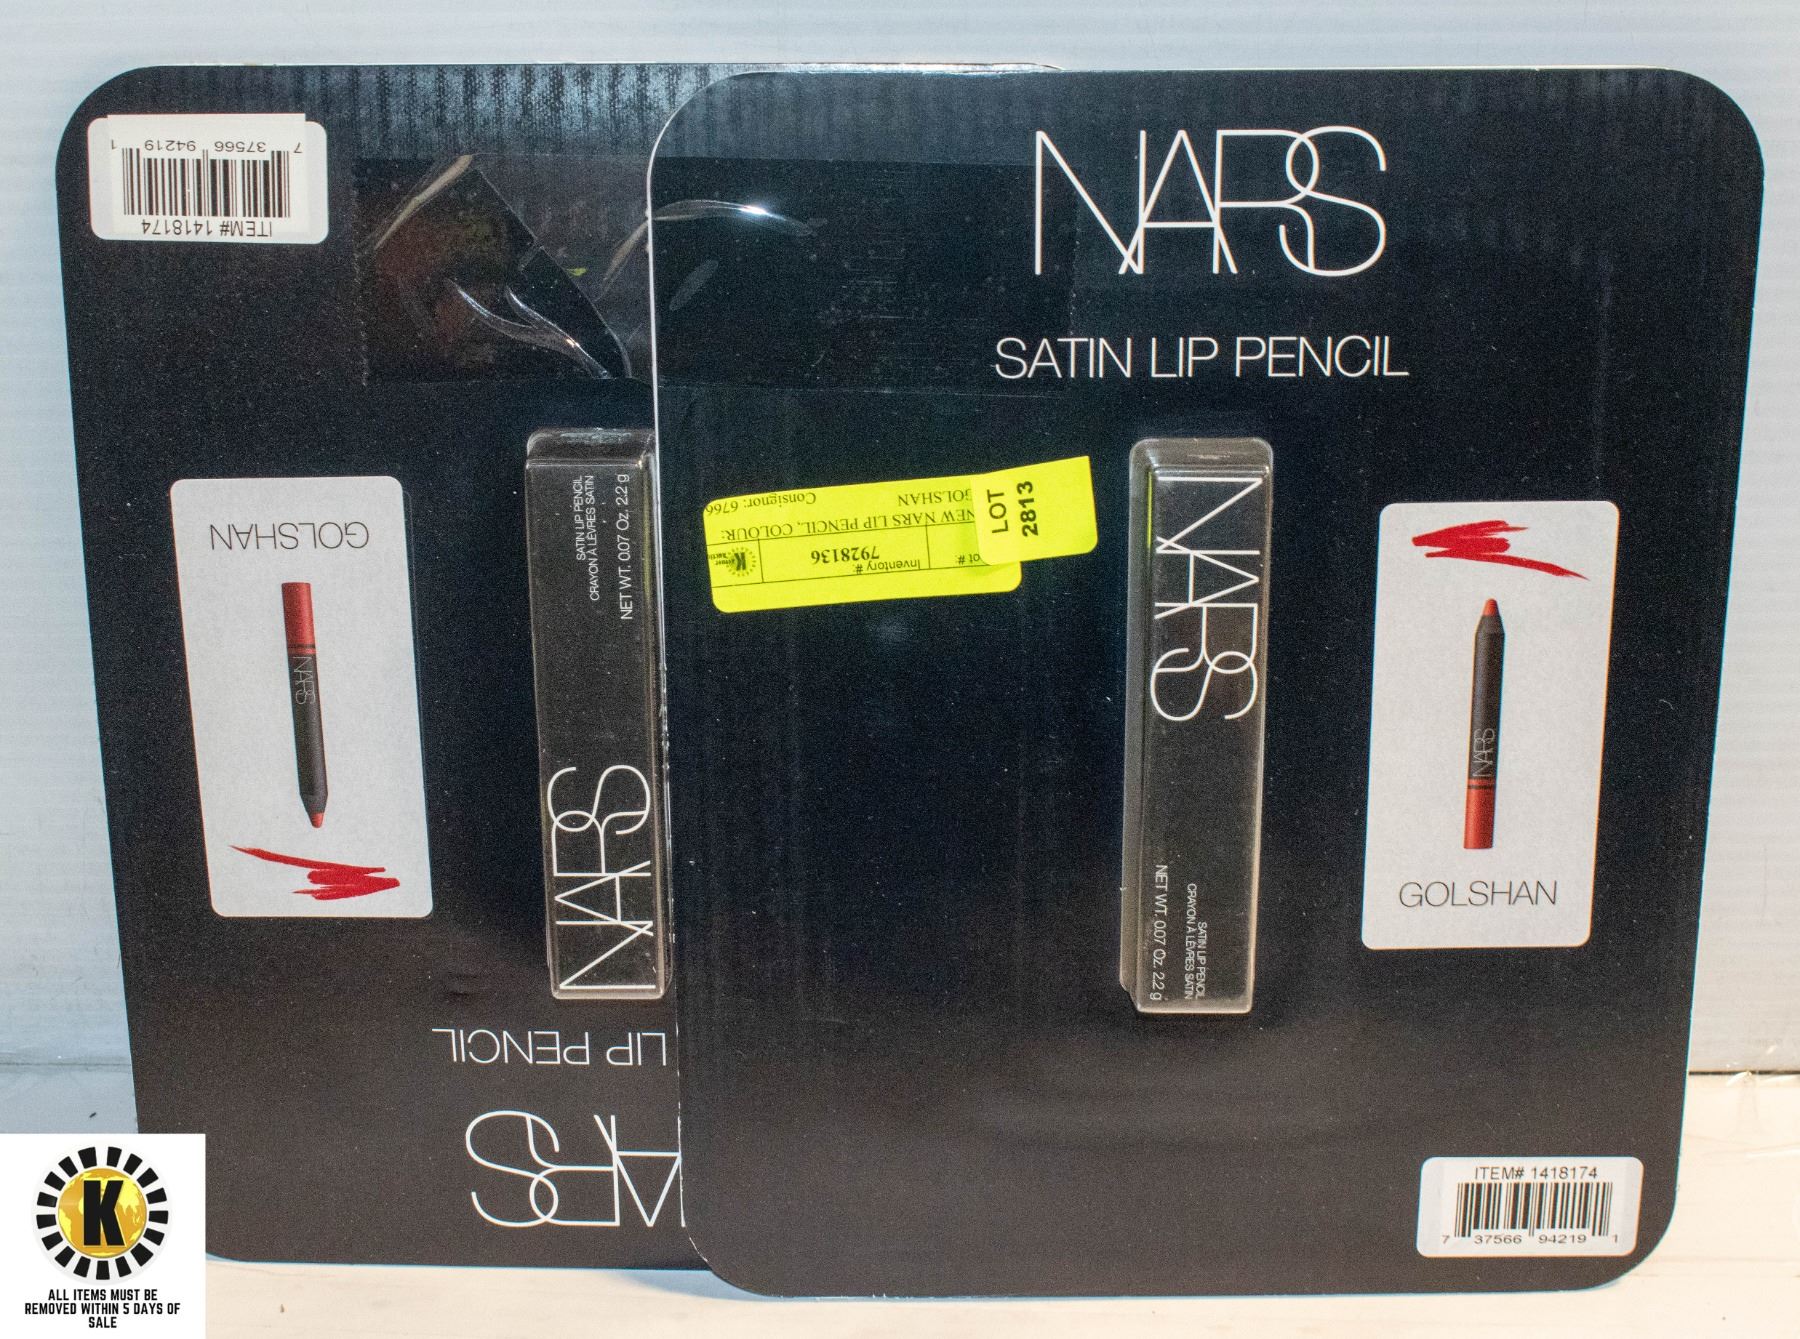 7 37566 94219 1
ITEM# 1418174
GOLSHAN
NARS
SATIN LIP PENCIL
CRAYON À LÈVRES SATIN
NET WT. 0.07 Oz. 2.2 g
NARS
LIP PENCIL
ARS
NARS
SATIN LIP PENCIL
LOT
2813
Inventory#
7928136
NEW NARS LIP PENCIL, COLOUR:
GOLSHAN
Consignor: 6766
NARS
SATIN LIP PENCIL
CRAYON À LÈVRES SATIN
NET WT. 0.07 Oz. 2.2 g
NARS
GOLSHAN
ITEM# 1418174
7 37566 94219 1
K
ALL ITEMS MUST BE
REMOVED WITHIN 5 DAYS OF
SALE